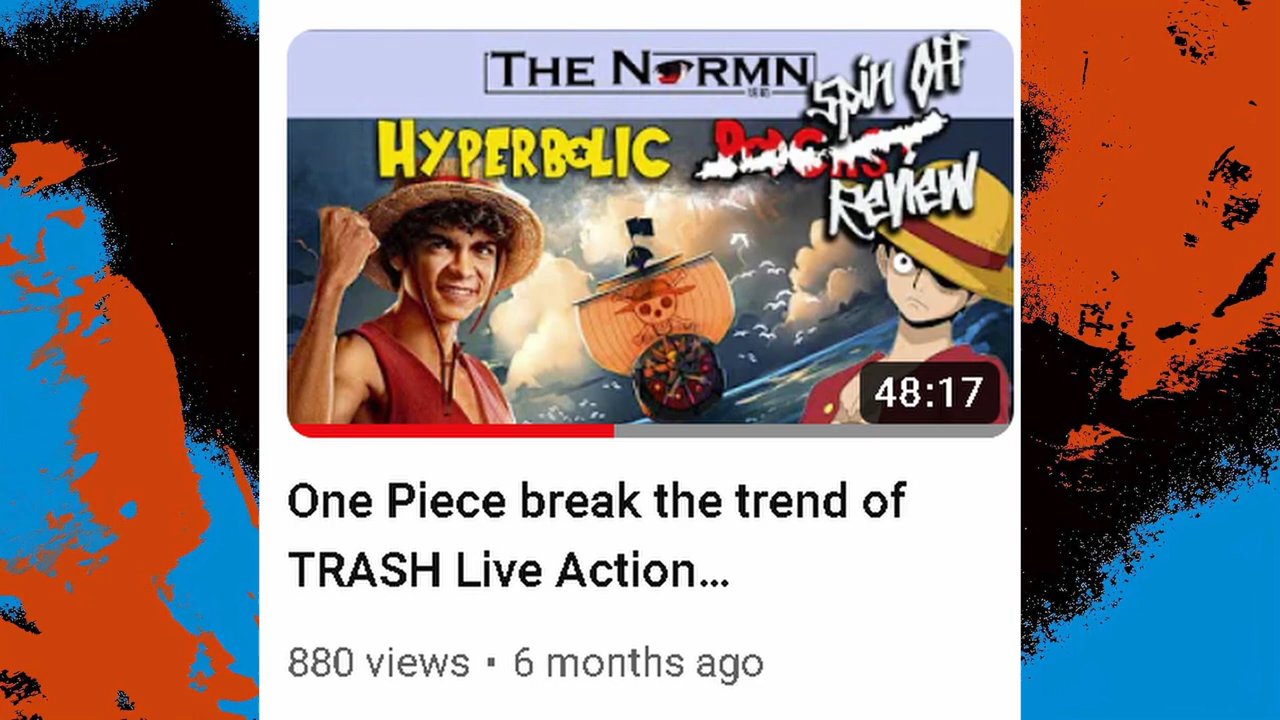 THE NORMN
Spin Off
HYPERBOLIC PODCAST
Review
48:17
One Piece break the trend of
TRASH Live Action...
880 views • 6 months ago